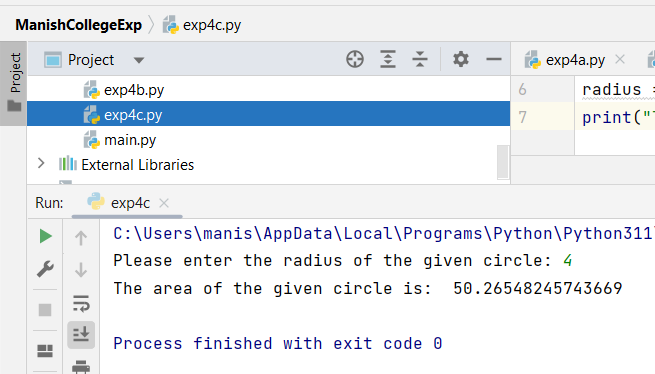 ManishCollegeExp exp4c.py
Project
Project
exp4b.py
exp4c.py
main.py
External Libraries
exp4a.py
6 radius =
7 print("
Run: exp4c
C:\Users\manis\AppData\Local\Programs\Python\Python311\
Please enter the radius of the given circle: 4
The area of the given circle is:  50.26548245743669
Process finished with exit code 0